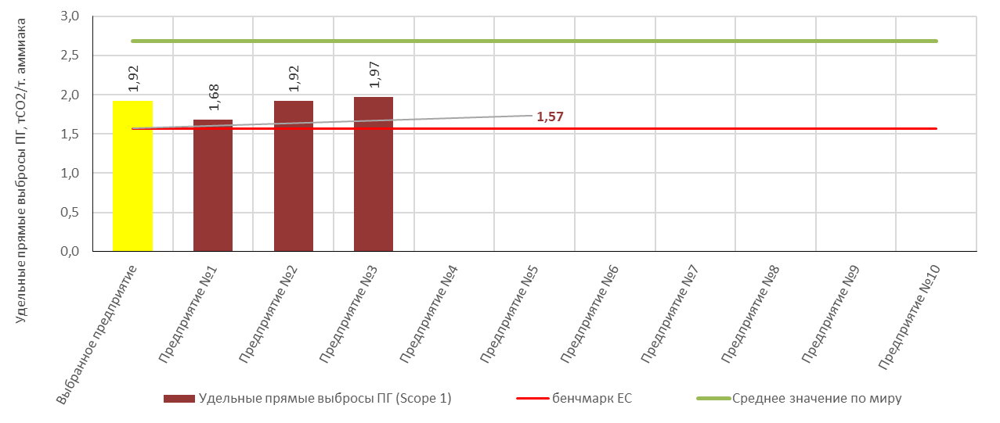 Удельные прямые выбросы ПГ, тСО2/т. аммиака
3,0
2,5
2,0
1,5
1,0
0,5
0,0
1,92
1,68
1,92
1,97
1,57
Выбранное предприятие
Предприятие №1
Предприятие №2
Предприятие №3
Предприятие №4
Предприятие №5
Предприятие №6
Предприятие №7
Предприятие №8
Предприятие №9
Предприятие №10
Удельные прямые выбросы ПГ (Scope 1)
бенчмарк ЕС
Среднее значение по миру